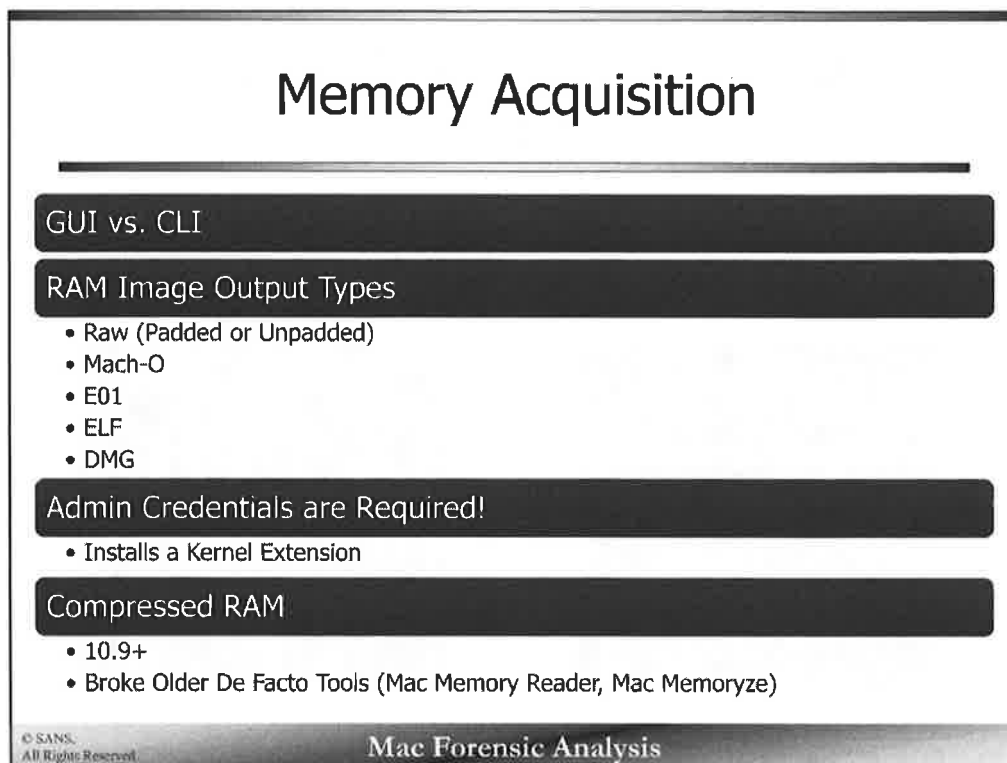 Memory Acquisition
GUI vs. CLI
RAM Image Output Types
• Raw (Padded or Unpadded)
• Mach-O
• E01
• ELF
• DMG
Admin Credentials are Required!
• Installs a Kernel Extension
Compressed RAM
• 10.9+
• Broke Older De Facto Tools (Mac Memory Reader, Mac Memoryze)
© SANS,
All Rights Reserved
Mac Forensic Analysis